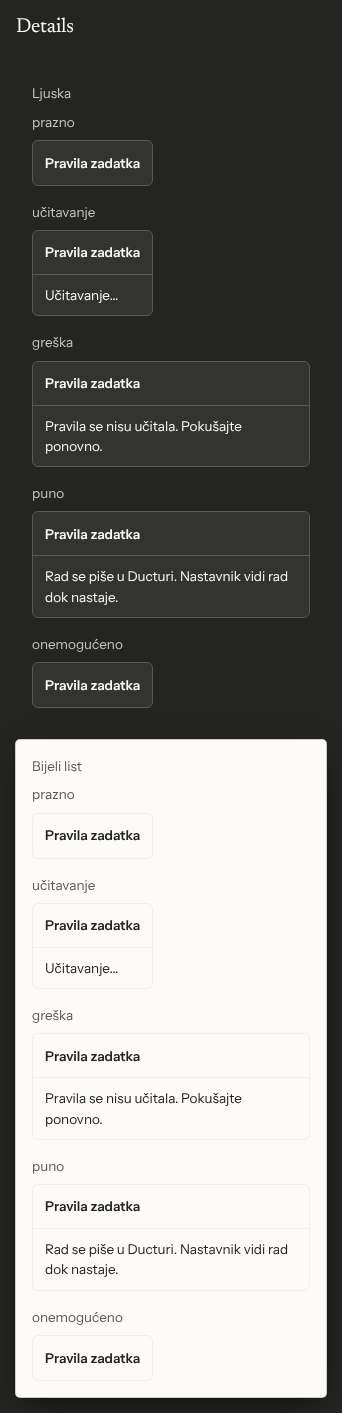 Details
Ljuska
prazno
Pravila zadatka
učitavanje
Pravila zadatka
Učitavanje...
greška
Pravila zadatka
Pravila se nisu učitala. Pokušajte
ponovno.
puno
Pravila zadatka
Rad se piše u Ducturi. Nastavnik vidi rad
dok nastaje.
onemogućeno
Pravila zadatka
Bijeli list
prazno
Pravila zadatka
učitavanje
Pravila zadatka
Učitavanje...
greška
Pravila zadatka
Pravila se nisu učitala. Pokušajte
ponovno.
puno
Pravila zadatka
Rad se piše u Ducturi. Nastavnik vidi rad
dok nastaje.
onemogućeno
Pravila zadatka